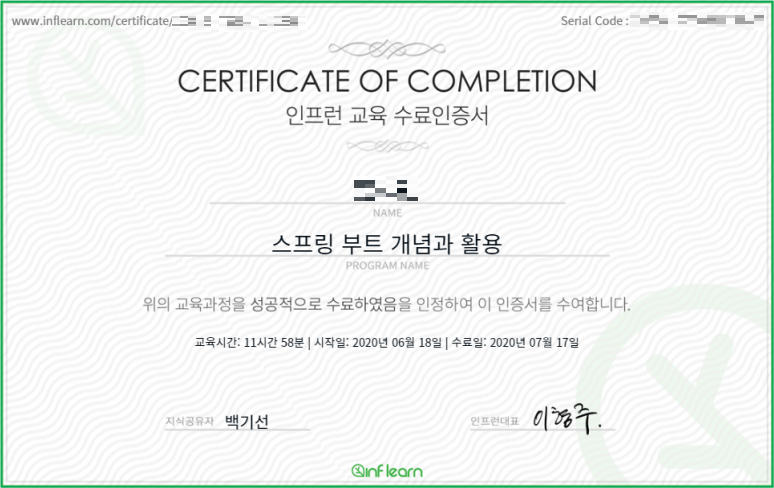 www.inflearn.com/certificate/
Serial Code :
CERTIFICATE OF COMPLETION
인프런 교육 수료인증서
NAME
스프링 부트 개념과 활용
PROGRAM NAME
위의 교육과정을 성공적으로 수료하였음을 인정하여 이 인증서를 수여합니다.
교육시간: 11시간 58분 | 시작일: 2020년 06월 18일 | 수료일: 2020년 07월 17일
지식공유자 백기선
인프런대표 이형주.
inflearn